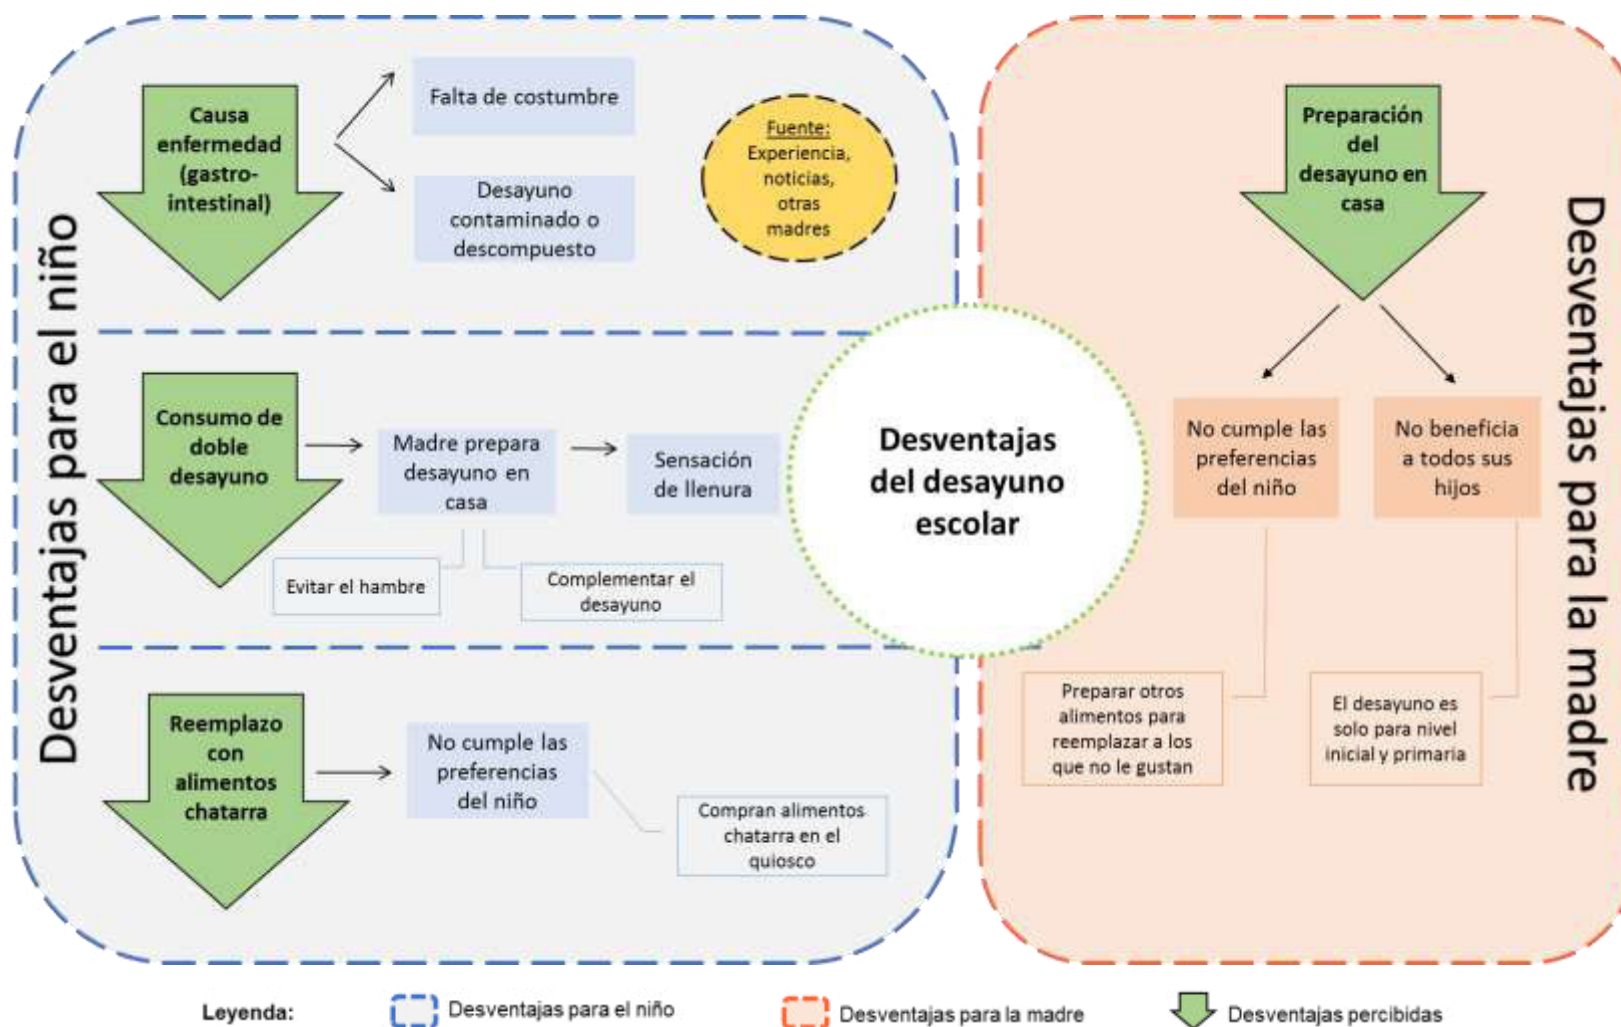 Desventajas para el niño
Causa
enfermedad
(gastro-
intestinal)
Falta de costumbre
Desayuno
contaminado o
descompuesto
Fuente:
Experiencia,
noticias,
otras
madres
Consumo de
doble
desayuno
Madre prepara
desayuno en
casa
Sensación
de llenura
Evitar el hambre
Complementar el
desayuno
Reemplazo
con
alimentos
chatarra
No cumple las
preferencias
del niño
Compran alimentos
chatarra en el
quiosco
Desventajas
del desayuno
escolar
Desventajas para la madre
Preparación
del
desayuno en
casa
No cumple las
preferencias
del niño
No beneficia
a todos sus
hijos
Preparar otros
alimentos para
reemplazar a los
que no le gustan
El desayuno es
solo para nivel
inicial y primaria
Leyenda:
Desventajas para el niño
Desventajas para la madre
Desventajas percibidas